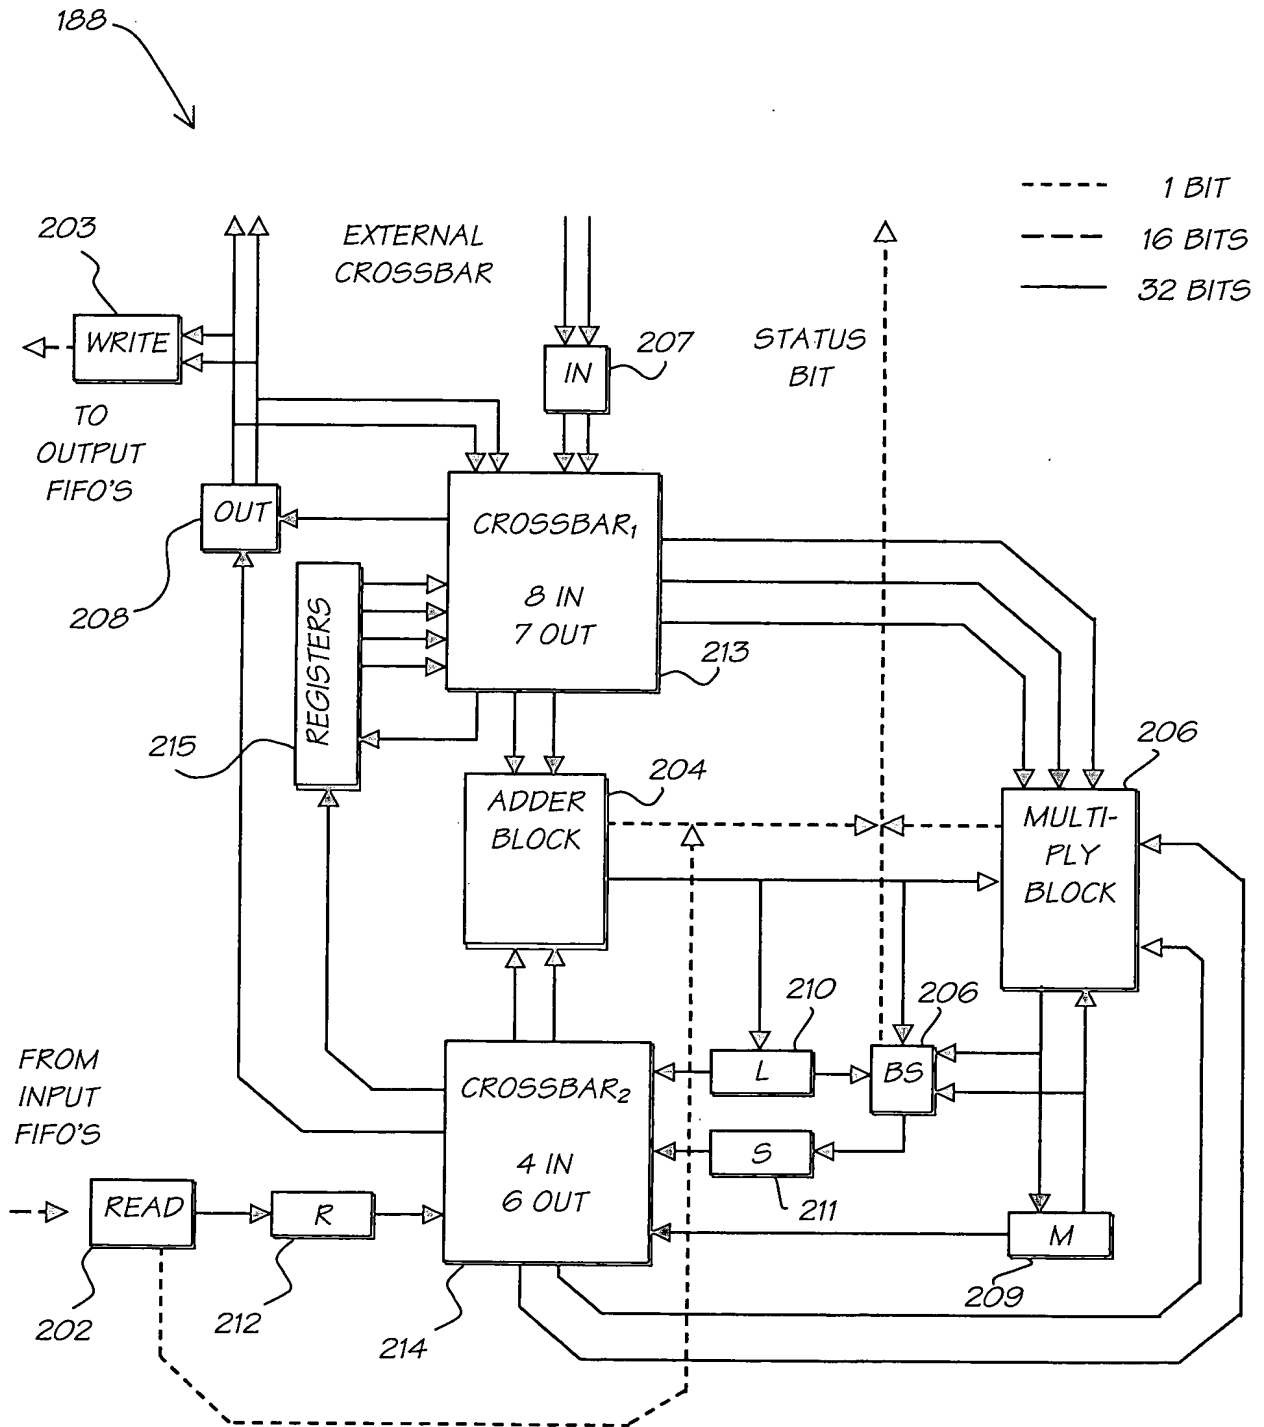 188
1 BIT
16 BITS
32 BITS
203
EXTERNAL
CROSSBAR
WRITE
207
STATUS
BIT
IN
TO
OUTPUT
FIFO'S
OUT
CROSSBAR1
8 IN
7 OUT
208
REGISTERS
213
215
206
204
ADDER
BLOCK
MULTI-
PLY
BLOCK
210
206
FROM
INPUT
FIFO'S
CROSSBAR2
L
BS
4 IN
6 OUT
S
READ
R
211
M
209
202
212
214